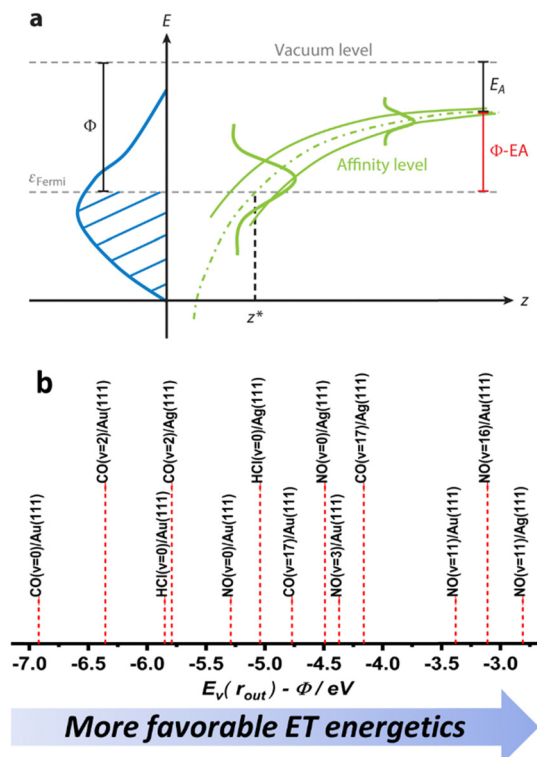 a
E
Vacuum level
E_A
Φ
Φ-EA
Affinity level
ε_Fermi
z*
z
b
CO(v=0)/Au(111)
CO(v=2)/Au(111)
HCl(v=0)/Au(111)
CO(v=2)/Ag(111)
NO(v=0)/Au(111)
HCl(v=0)/Ag(111)
CO(v=17)/Au(111)
NO(v=0)/Ag(111)
NO(v=3)/Au(111)
CO(v=17)/Ag(111)
NO(v=11)/Au(111)
NO(v=16)/Au(111)
NO(v=11)/Ag(111)
-7.0 -6.5 -6.0 -5.5 -5.0 -4.5 -4.0 -3.5 -3.0
E_v( r_out) - Φ / eV
More favorable ET energetics